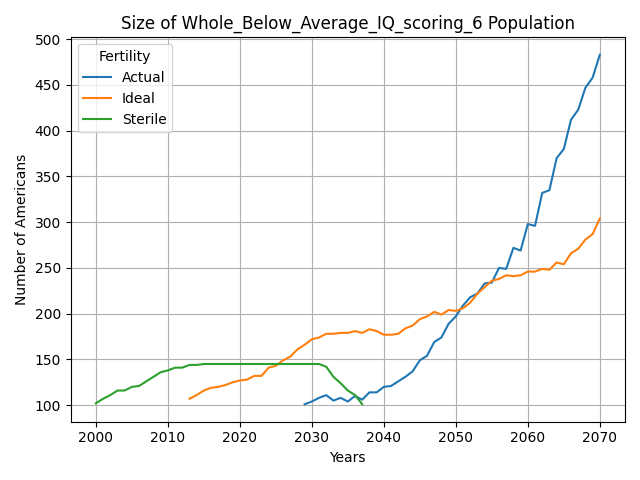 Size of Whole_Below_Average_IQ_scoring_6 Population
Fertility
Actual
Ideal
Sterile
Number of Americans
500
450
400
350
300
250
200
150
100
2000 2010 2020 2030 2040 2050 2060 2070
Years